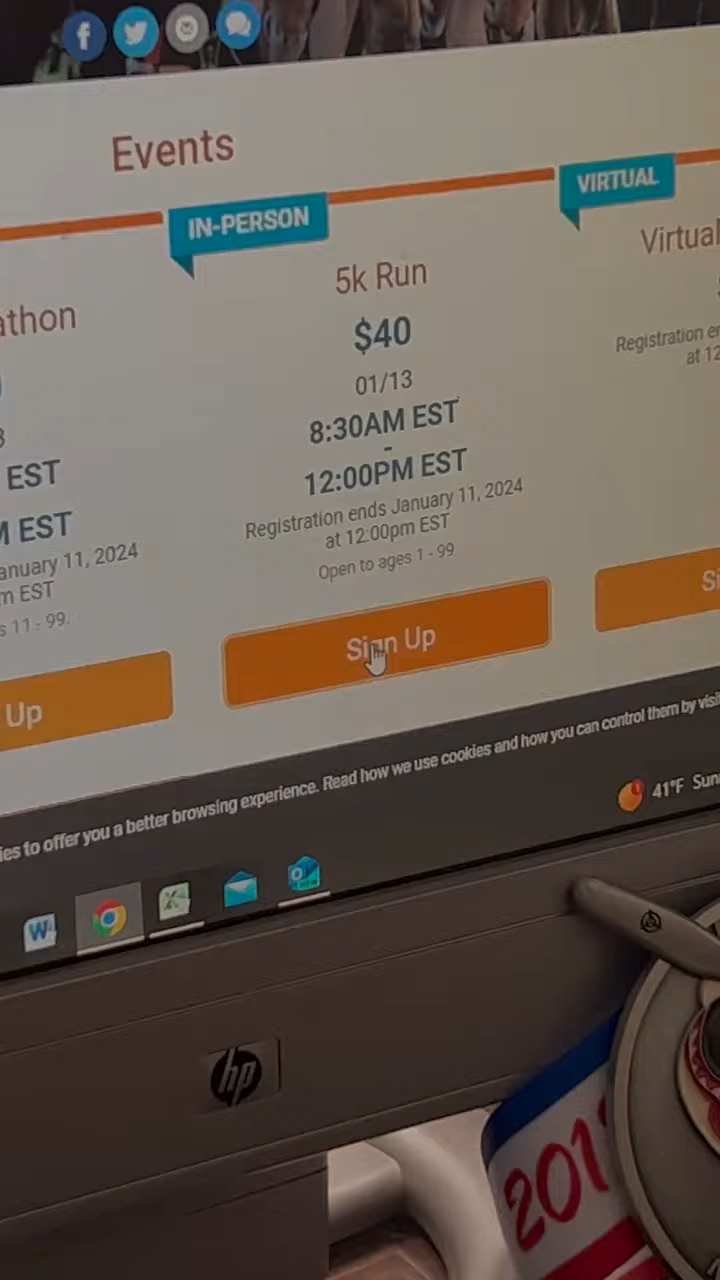 Events
IN-PERSON
VIRTUAL
athon
EST
M EST
anuary 11, 2024
m EST
s 11 - 99.
Up
5k Run
$40
01/13
8:30AM EST
-
12:00PM EST
Registration ends January 11, 2024
at 12:00pm EST
Open to ages 1 - 99
Sign Up
Virtual
Registration e
at 12
Si
ies to offer you a better browsing experience. Read how we use cookies and how you can control them by visi
41°F Sun
W
hp
201